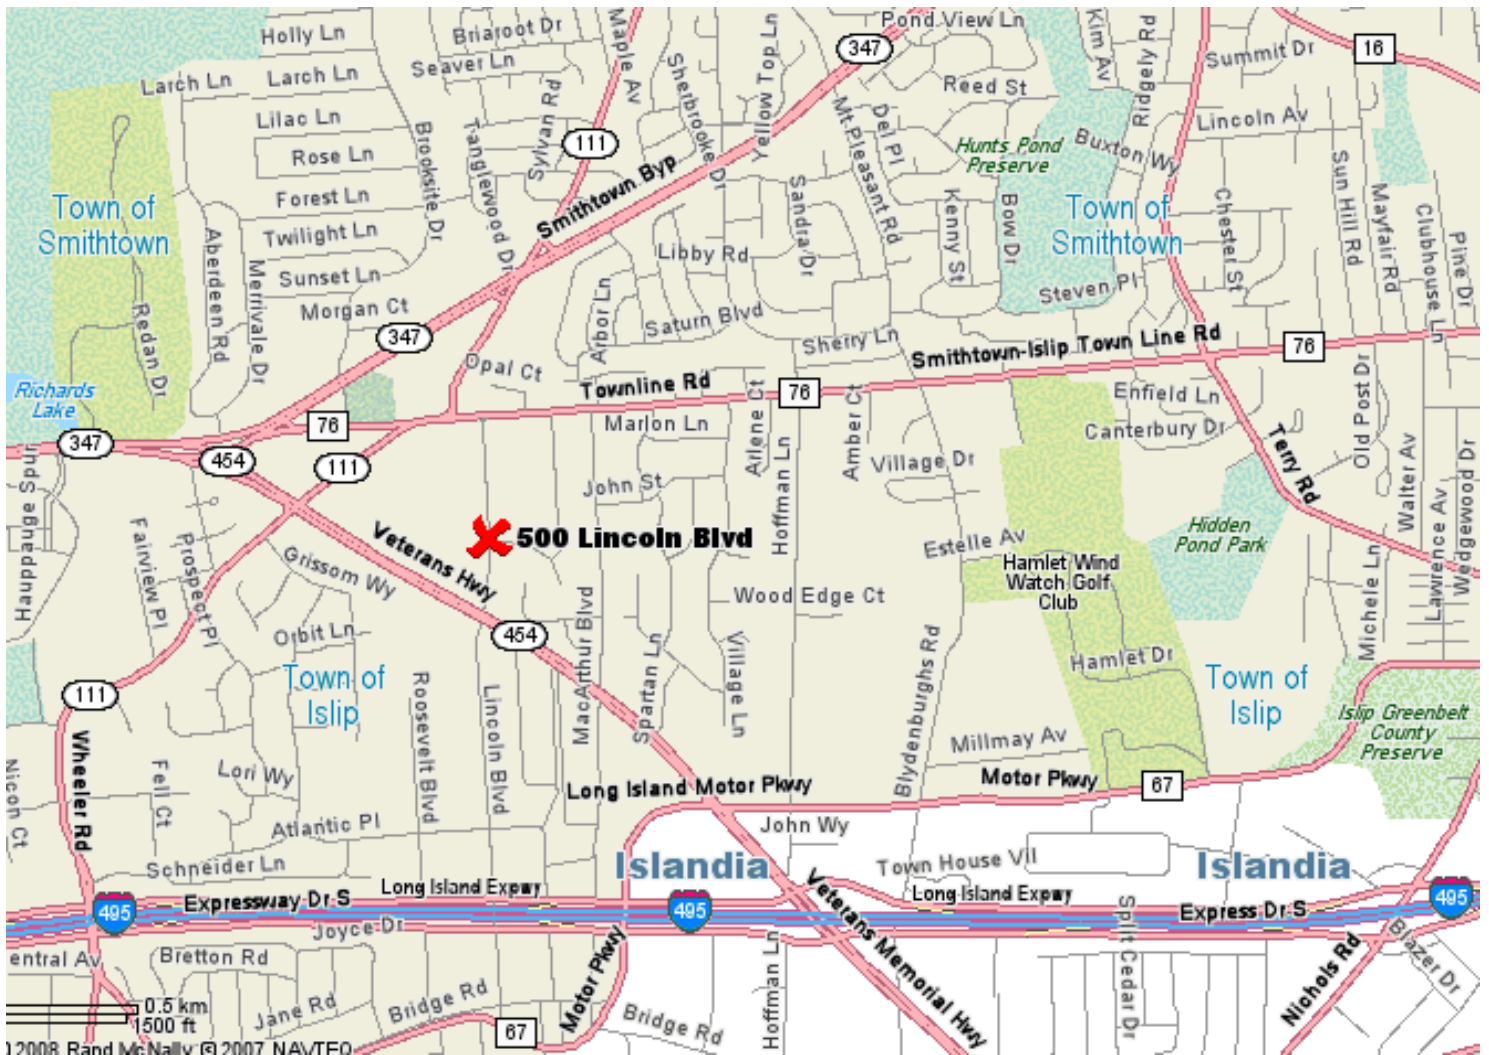 Holly Ln
Briaroot Dr
Maple Av
Yellow Top Ln
Pond View Ln
Kim Av
Ridgely Rd
347
16
Summit Dr
Larch Ln
Larch Ln
Seaver Ln
Sylvan Rd
Sherbrooke Dr
Reed St
Lilac Ln
Brookside Dr
Tanglewood Dr
111
Mt Pleasant Rd
Del Pl
Hunts Pond
Preserve
Buxton Wy
Lincoln Av
Rose Ln
Smithtown Byp
Sun Hill Rd
Mayfair Rd
Forest Ln
Sandra Dr
Kenny St
Bow Dr
Chester St
Clubhouse Ln
Pine Dr
Town of
Smithtown
Town of
Smithtown
Twilight Ln
Aberdeen Rd
Merrivale Dr
Libby Rd
Sunset Ln
Steven Pl
Redan Dr
Morgan Ct
Arbor Ln
Saturn Blvd
347
Sherry Ln
Smithtown-Islip Town Line Rd
76
Opal Ct
Townline Rd
76
Richards
Lake
Arlene Ct
Amber Ct
Enfield Ln
Old Post Dr
76
Marlon Ln
Canterbury Dr
347
454
111
Hoffman Ln
Village Dr
Terry Rd
Walter Av
Wedgewood Dr
John St
Hauppauge Spur
Fairview Pl
Prospect Pl
Veterans Hwy
500 Lincoln Blvd
Estelle Av
Hidden
Pond Park
Lawrence Av
Grissom Wy
Hamlet Wind
Watch Golf
Club
Michele Ln
Wood Edge Ct
Orbit Ln
454
MacArthur Blvd
Spartan Ln
Village Ln
Blydenburghs Rd
Hamlet Dr
111
Town of
Islip
Town of
Islip
Roosevelt Blvd
Lincoln Blvd
Islip Greenbelt
County
Preserve
Wheeler Rd
Millmay Av
Nicon Ct
Fell Ct
Lori Wy
Long Island Motor Pkwy
Motor Pkwy
67
Atlantic Pl
John Wy
Schneider Ln
Islandia
Town House Vil
Islandia
Long Island Expwy
Veterans Memorial Hwy
Long Island Expwy
495
Expressway Dr S
495
Express Dr S
495
Joyce Dr
Split Cedar Dr
Blazer Dr
entral Av
Bretton Rd
Motor Pkwy
Hoffman Ln
Nichols Rd
0.5 km
1500 ft
Jane Rd
Bridge Rd
67
Bridge Rd
2008 Rand McNally © 2007 NAVTEQ